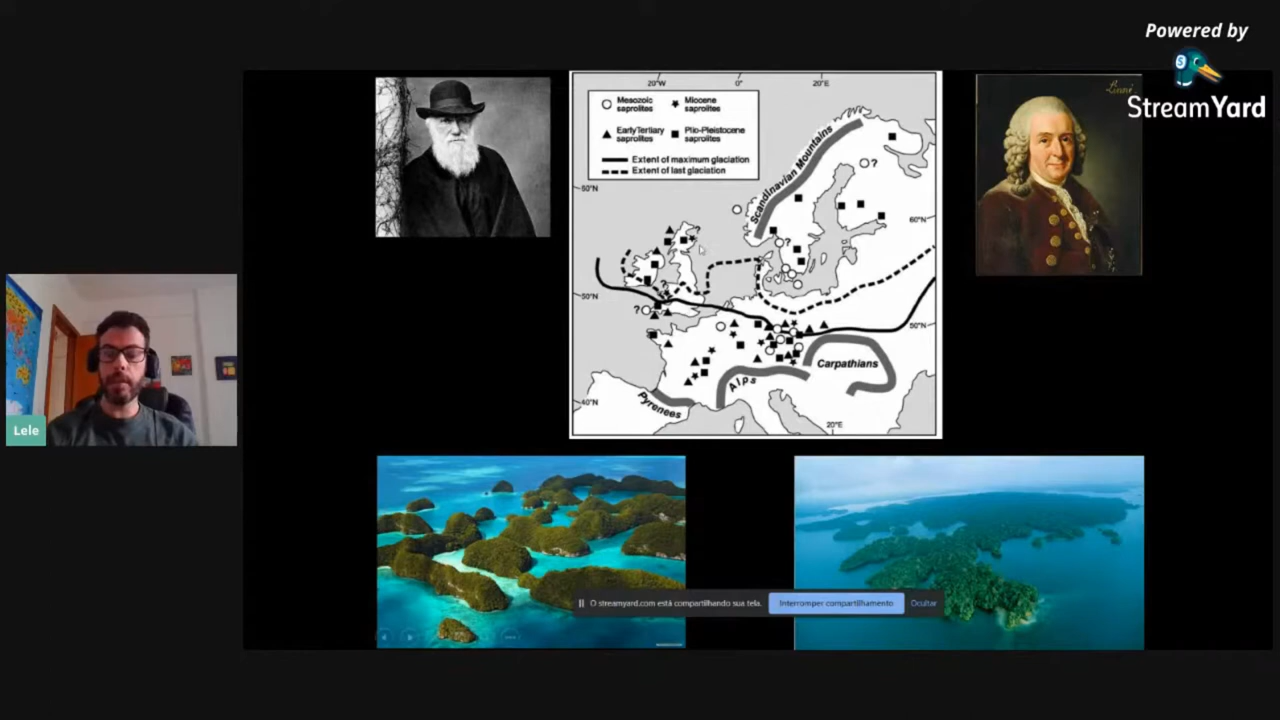 Powered by
StreamYard
Linné
20°W
0°
20°E
Mesozoic
saprolites
Miocene
saprolites
Early Tertiary
saprolites
Plio-Pleistocene
saprolites
Extent of maximum glaciation
Extent of last glaciation
Scandinavian Mountains
?
60°N
60°N
?
?
50°N
?
50°N
Carpathians
Alps
Pyrenees
40°N
20°E
Lele
O streamyard.com está compartilhando sua tela.
Interromper compartilhamento
Ocultar